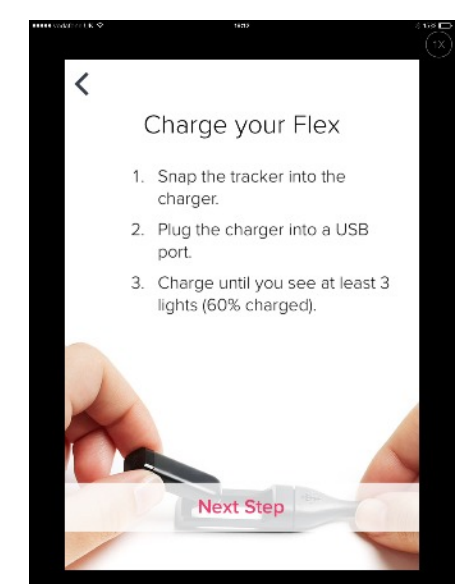 Charge your Flex
1. Snap the tracker into the
charger.
2. Plug the charger into a USB
port.
3. Charge until you see at least 3
lights (60% charged).
Next Step
1X